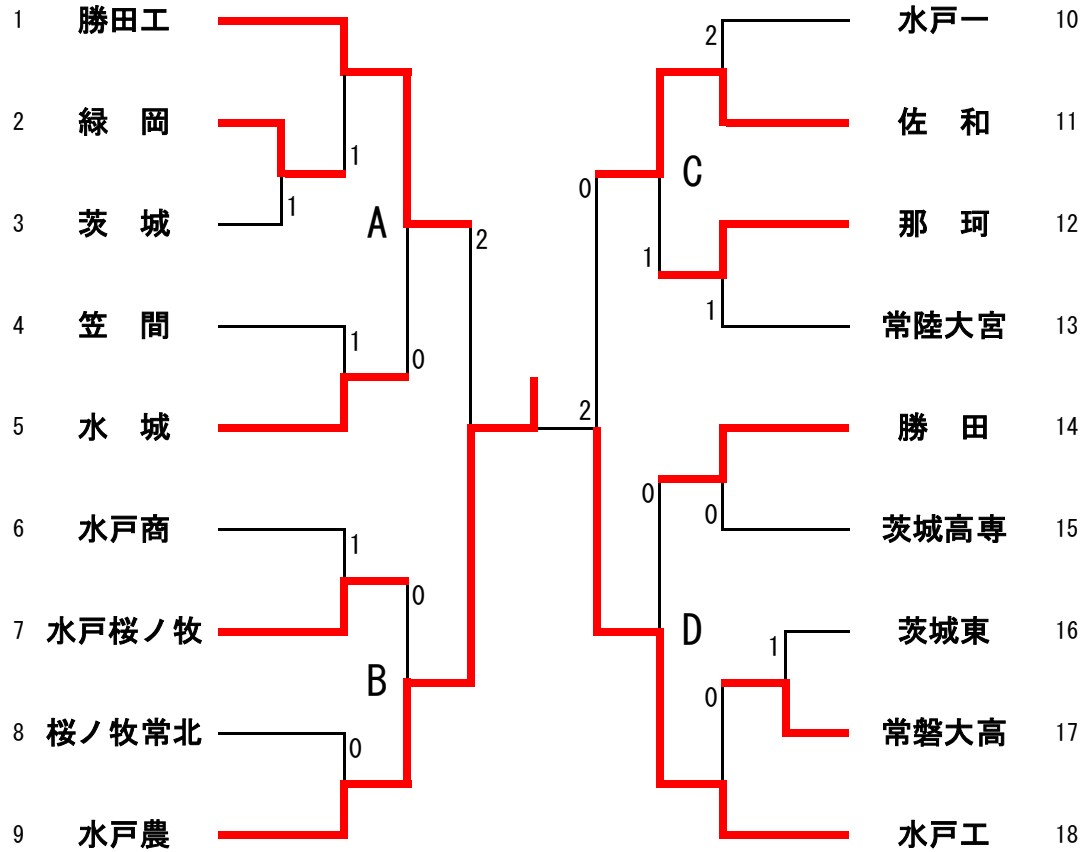 1 勝田工
2 緑　岡
3 茨　城
4 笠　間
5 水　城
6 水戸商
7 水戸桜ノ牧
8 桜ノ牧常北
9 水戸農
1
1
A
2
1
0
1
0
B
0
2
0
C
1
1
2
0
0
D
1
0
水戸一 10
佐　和 11
那　珂 12
常陸大宮 13
勝　田 14
茨城高専 15
茨城東 16
常磐大高 17
水戸工 18